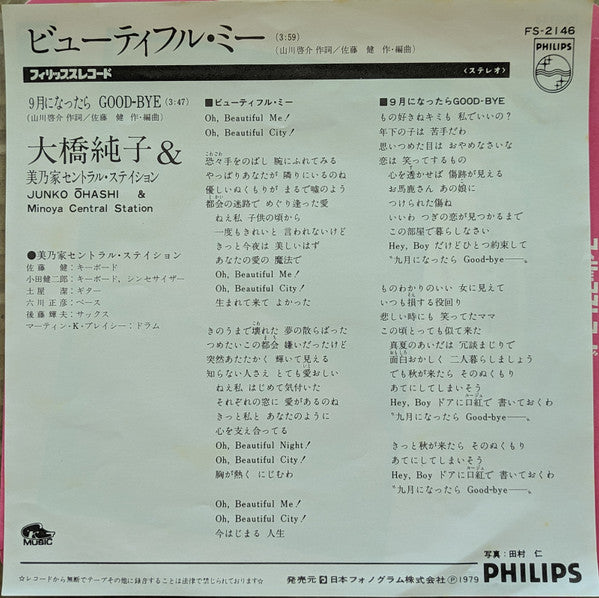 ビューティフル・ミー (3:59)
(山川啓介 作詞/佐藤 健 作・編曲)
FS-2146
PHILIPS
フィリップスレコード
〈ステレオ〉
9月になったら GOOD-BYE (3:47)
(山川啓介 作詞/佐藤 健 作・編曲)
大橋純子 &
美乃家セントラル・ステイション
JUNKO ŌHASHI &
Minoya Central Station
●美乃家セントラル・ステイション
佐藤 健:キーボード
小田健二郎:キーボード、シンセサイザー
土屋 潔:ギター
六川正彦:ベース
後藤輝夫:サックス
マーティン・K・ブレイシー:ドラム
■ビューティフル・ミー
Oh, Beautiful Me!
Oh, Beautiful City!
恐々手をのばし 腕にふれてみる
やっぱりあなたが 隣りにいるのね
優しいぬくもりが まるで嘘のよう
都会の迷路で めぐり逢った愛
ねえ私 子供の頃から
一度もきれいと 言われないけど
きっと今夜は 美しいはず
あなたの愛の 魔法で
Oh, Beautiful Me!
Oh, Beautiful City!
生まれて来て よかった
きのうまで壊れた 夢の散らばった
つめたいこの都会 嫌いだったけど
突然あたたかく 輝いて見える
知らない人さえ とても愛おしい
ねえ私 はじめて気付いた
それぞれの窓に 愛があるのね
きっと私と あなたのように
心を支え合ってる
Oh, Beautiful Night!
Oh, Beautiful City!
胸が熱く にじむわ
Oh, Beautiful Me!
Oh, Beautiful City!
今はじまる 人生
■9月になったらGOOD-BYE
もの好きなねキミも 私でいいの?
年下の子は 苦手だわ
思いつめた目は およめなさいな
恋は 笑ってするもの
心を透かせば 傷跡が見える
お馬鹿さん あの娘に
つけられた傷ね
いいわ つぎの恋が見つかるまで
この部屋で暮らしなさい
Hey, Boy だけどひとつ約束して
〝九月になったら Good-bye——〟
ものわかりのいい 女に見えて
いつも損する役回り
悲しい時にも 笑ってたママ
この頃とっても似て来た
真夏のあいだは 冗談まじりで
面白おかしく 二人暮らしましょう
でも秋が来たら そのぬくもり
あてにしてしまいそう
Hey, Boy ドアに口紅で 書いておくわ
〝九月になったら Good-bye——〟
きっと秋が来たら そのぬくもり
あてにしてしまいそう
Hey, Boy ドアに口紅で 書いておくわ
〝九月になったら Good-bye——〟
MUSIC
写真:田村 仁
☆レコードから無断でテープその他に録音することは法律で禁じられております☆
発売元 日本フォノグラム株式会社 ℗1979 PHILIPS